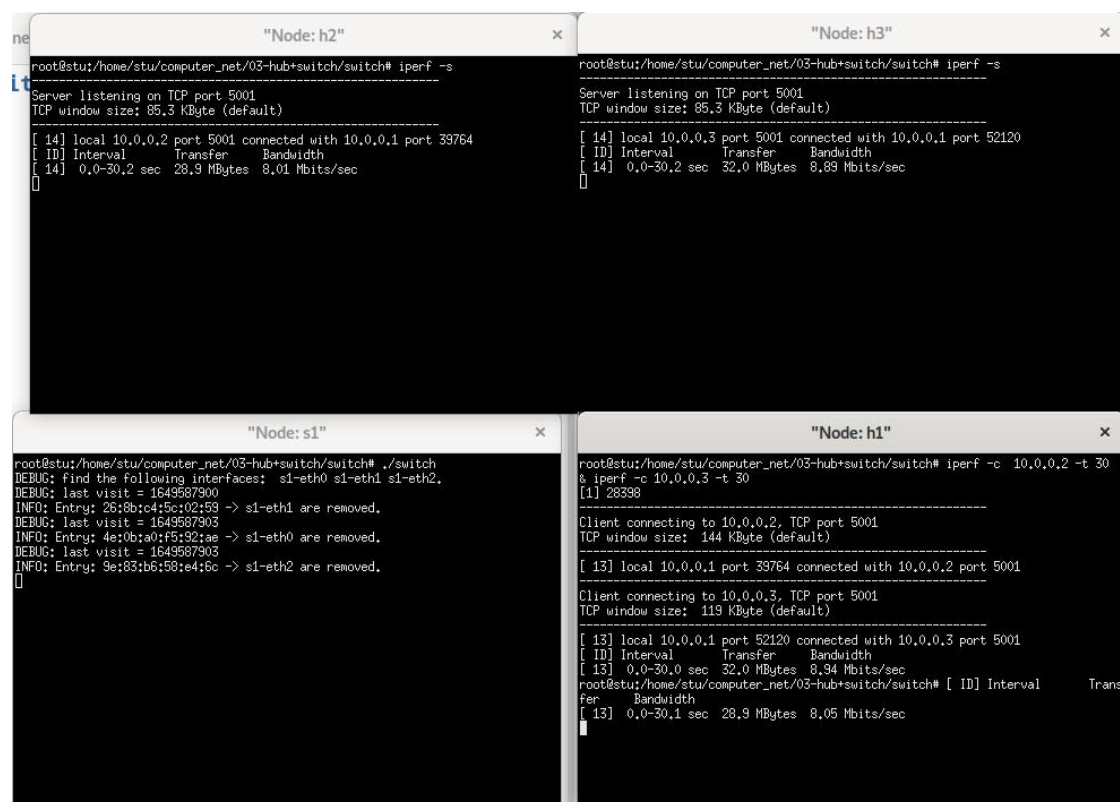 ne
it
"Node: h2"
×
root@stu:/home/stu/computer_net/03-hub+switch/switch# iperf -s
------------------------------------------------------------
Server listening on TCP port 5001
TCP window size: 85.3 KByte (default)
------------------------------------------------------------
[ 14] local 10.0.0.2 port 5001 connected with 10.0.0.1 port 39764
[ ID] Interval       Transfer     Bandwidth
[ 14]  0.0-30.2 sec  28.9 MBytes  8.01 Mbits/sec
"Node: h3"
×
root@stu:/home/stu/computer_net/03-hub+switch/switch# iperf -s
------------------------------------------------------------
Server listening on TCP port 5001
TCP window size: 85.3 KByte (default)
------------------------------------------------------------
[ 14] local 10.0.0.3 port 5001 connected with 10.0.0.1 port 52120
[ ID] Interval       Transfer     Bandwidth
[ 14]  0.0-30.2 sec  32.0 MBytes  8.89 Mbits/sec
"Node: s1"
×
root@stu:/home/stu/computer_net/03-hub+switch/switch# ./switch
DEBUG: find the following interfaces:  s1-eth0 s1-eth1 s1-eth2.
DEBUG: last visit = 1649587900
INFO: Entry: 26:8b:c4:5c:02:59 -> s1-eth1 are removed.
DEBUG: last visit = 1649587903
INFO: Entry: 4e:0b:a0:f5:92:ae -> s1-eth0 are removed.
DEBUG: last visit = 1649587903
INFO: Entry: 9e:83:b6:58:e4:6c -> s1-eth2 are removed.
"Node: h1"
×
root@stu:/home/stu/computer_net/03-hub+switch/switch# iperf -c  10.0.0.2 -t 30
& iperf -c 10.0.0.3 -t 30
[1] 28398
------------------------------------------------------------
Client connecting to 10.0.0.2, TCP port 5001
TCP window size:  144 KByte (default)
------------------------------------------------------------
[ 13] local 10.0.0.1 port 39764 connected with 10.0.0.2 port 5001
------------------------------------------------------------
Client connecting to 10.0.0.3, TCP port 5001
TCP window size:  119 KByte (default)
------------------------------------------------------------
[ 13] local 10.0.0.1 port 52120 connected with 10.0.0.3 port 5001
[ ID] Interval       Transfer     Bandwidth
[ 13]  0.0-30.0 sec  32.0 MBytes  8.94 Mbits/sec
root@stu:/home/stu/computer_net/03-hub+switch/switch# [ ID] Interval       Trans
fer     Bandwidth
[ 13]  0.0-30.1 sec  28.9 MBytes  8.05 Mbits/sec